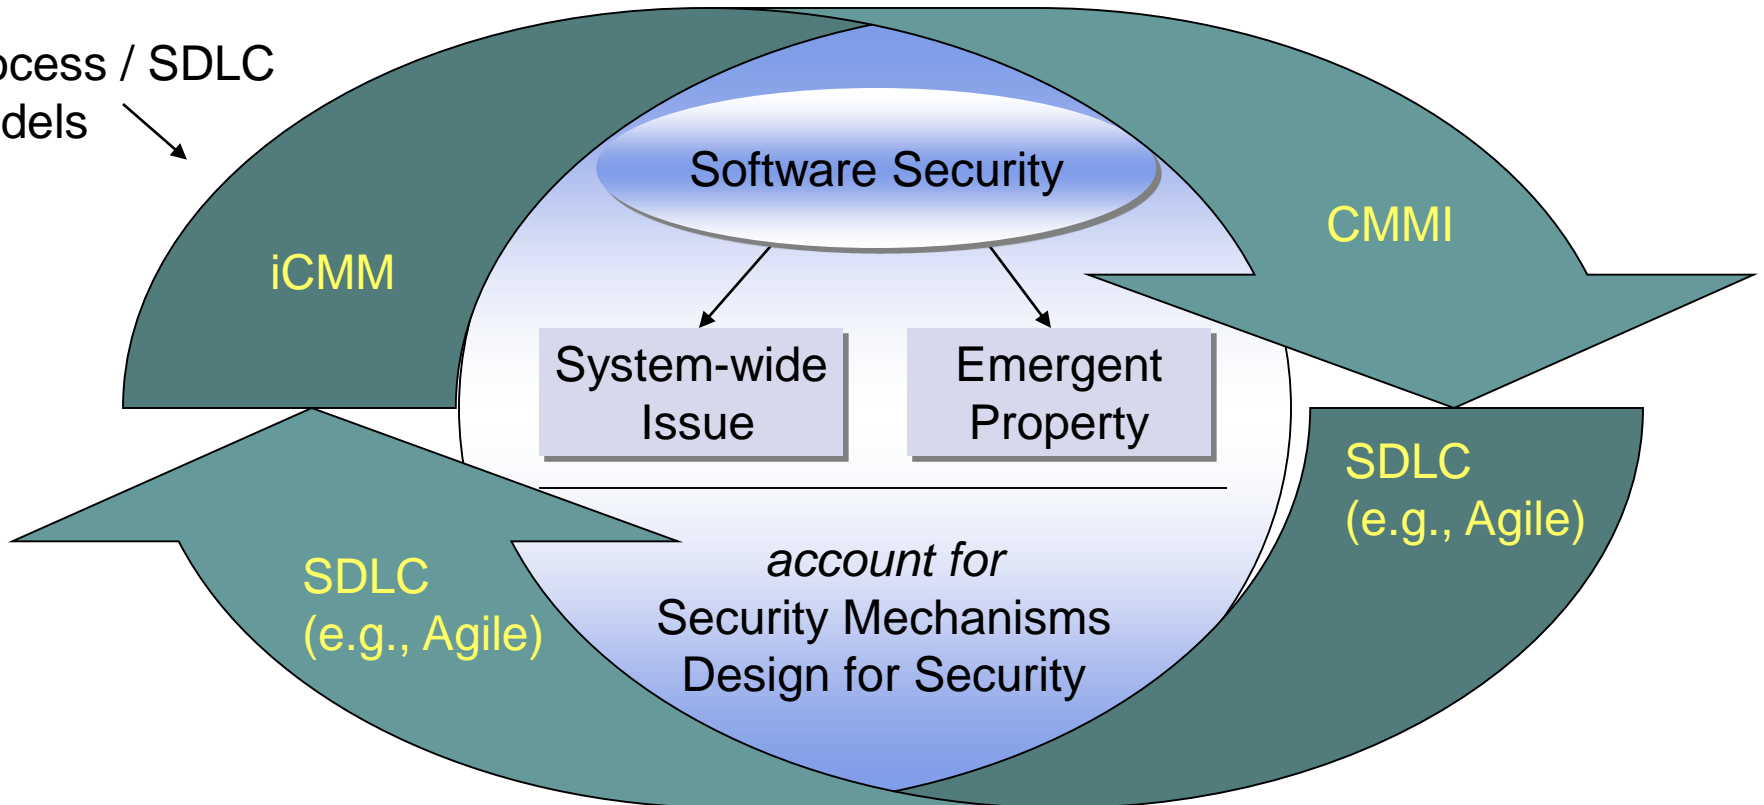 ocess / SDLC
dels
Software Security
CMMI
iCMM
System-wide
Issue
Emergent
Property
SDLC
(e.g., Agile)
account for
Security Mechanisms
Design for Security
SDLC
(e.g., Agile)